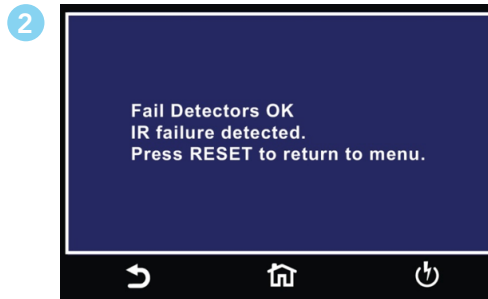 2
Fail Detectors OK
IR failure detected.
Press RESET to return to menu.